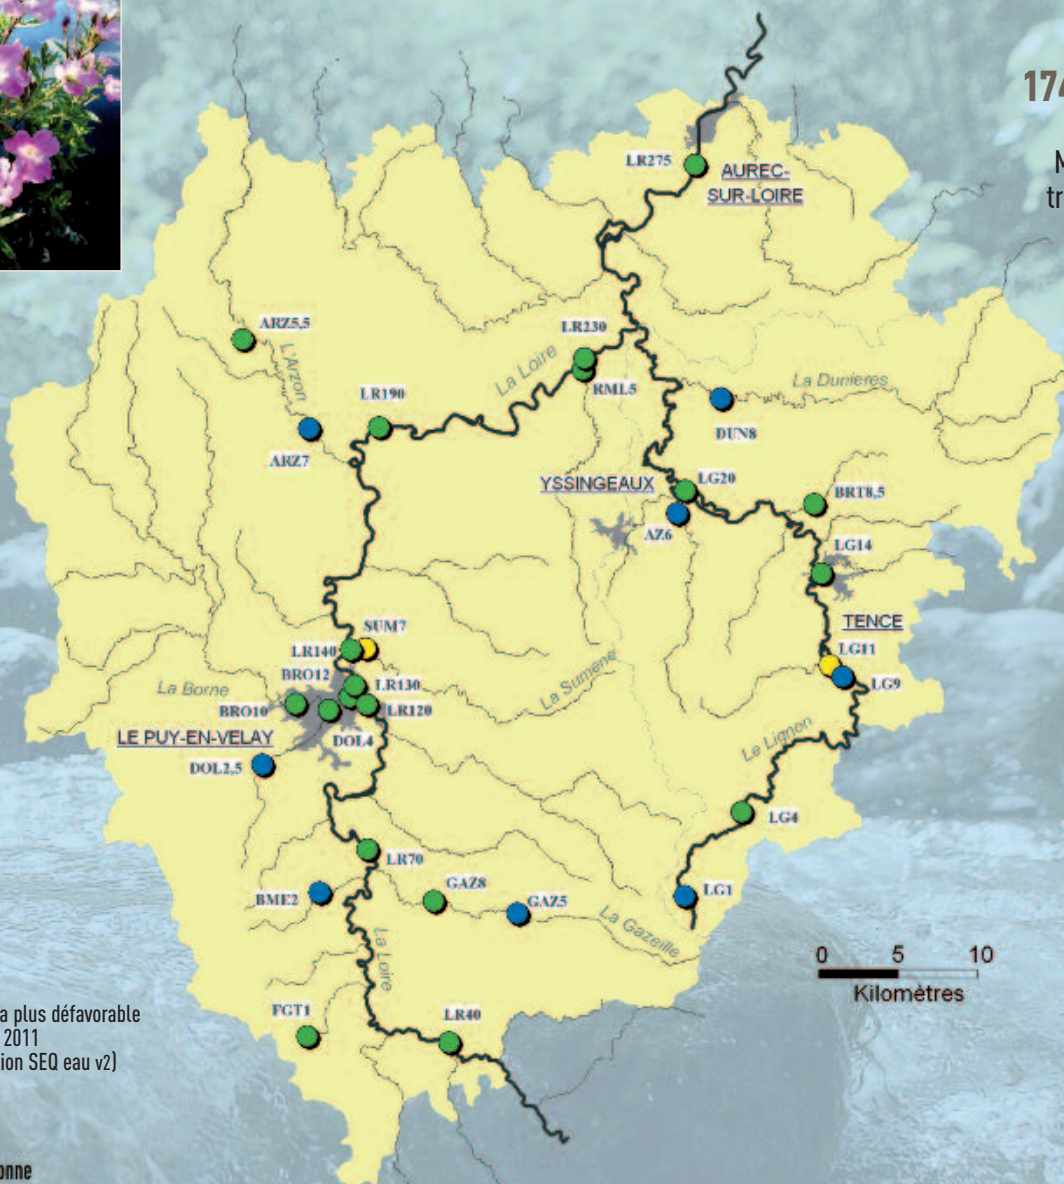 174
LR275
AUREC-
SUR-LOIRE
ARZ5,5
L'Arzon
LR230
La Loire
RML5
La Dunieres
LR190
DUN8
ARZ7
YSSINGEAUX
LG20
BRT8,5
AZ6
LG14
TENCE
SUM7
LR140
LG11
BRO12
LR130
LG9
La Borne
La Sumène
BRO10
LR120
LE PUY-EN-VELAY
DOL4
Le Lignon
DOL2,5
LG4
LR70
GAZ8
BME2
GAZ5
LG1
La Gazeille
La Loire
0 5 10
Kilomètres
FGT1
LR40
a plus défavorable
2011
ion SEQ eau v2)
onne